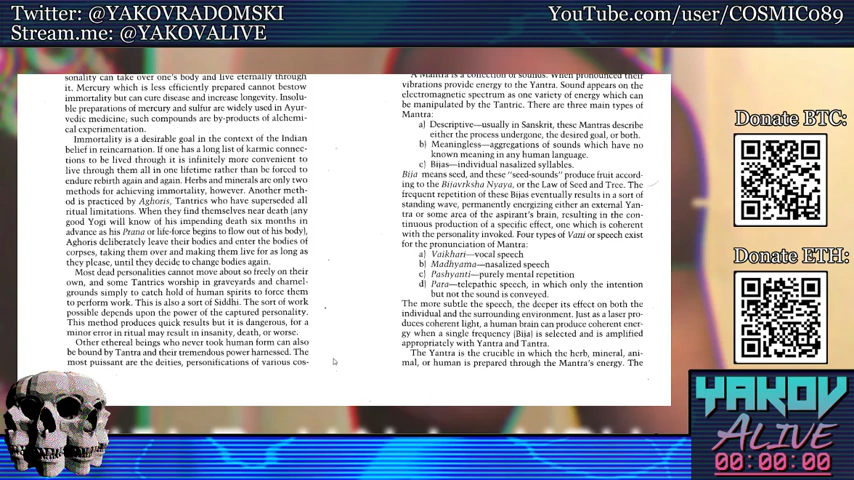 Twitter: @YAKOVRADOMSKI
Stream.me: @YAKOVALIVE
YouTube.com/user/COSMIC089
sonality can take over one's body and live eternally through
it. Mercury which is less efficiently prepared cannot bestow
immortality but can cure disease and increase longevity. Insolu-
ble preparations of mercury and sulfur are widely used in Ayur-
vedic medicine; such compounds are by-products of alchemi-
cal experimentation.
Immortality is a desirable goal in the context of the Indian
belief in reincarnation. If one has a long list of karmic connec-
tions to be lived through it is infinitely more convenient to
live through them all in one lifetime rather than be forced to
endure rebirth again and again. Herbs and minerals are only two
methods for achieving immortality, however. Another meth-
od is practiced by Aghoris, Tantrics who have superseded all
ritual limitations. When they find themselves near death (any
good Yogi will know of his impending death six months in
advance as his Prana or life-force begins to flow out of his body),
Aghoris deliberately leave their bodies and enter the bodies of
corpses, taking them over and making them live for as long as
they please, until they decide to change bodies again.
Most dead personalities cannot move about so freely on their
own, and some Tantrics worship in graveyards and charnel-
grounds simply to catch hold of human spirits to force them
to perform work. This is also a sort of Siddhi. The sort of work
possible depends upon the power of the captured personality.
This method produces quick results but it is dangerous, for a
minor error in ritual may result in insanity, death, or worse.
Other ethereal beings who never took human form can also
be bound by Tantra and their tremendous power harnessed. The
most puissant are the deities, personifications of various cos-
A Mantra is a collection of sounds. When pronounced their
vibrations provide energy to the Yantra. Sound appears on the
electromagnetic spectrum as one variety of energy which can
be manipulated by the Tantric. There are three main types of
Mantra:
a) Descriptive—usually in Sanskrit, these Mantras describe
either the process undergone, the desired goal, or both.
b) Meaningless—aggregations of sounds which have no
known meaning in any human language.
c) Bijas—individual nasalized syllables.
Bija means seed, and these "seed-sounds" produce fruit accord-
ing to the Bijavrksha Nyaya, or the Law of Seed and Tree. The
frequent repetition of these Bijas eventually results in a sort of
standing wave, permanently energizing either an external Yan-
tra or some area of the aspirant's brain, resulting in the con-
tinuous production of a specific effect, one which is coherent
with the personality invoked. Four types of Vani or speech exist
for the pronunciation of Mantra:
a) Vaikhari—vocal speech
b) Madhyama—nasalized speech
c) Pashyanti—purely mental repetition
d) Para—telepathic speech, in which only the intention
but not the sound is conveyed.
The more subtle the speech, the deeper its effect on both the
individual and the surrounding environment. Just as a laser pro-
duces coherent light, a human brain can produce coherent ener-
gy when a single frequency (Bija) is selected and is amplified
appropriately with Yantra and Tantra.
The Yantra is the crucible in which the herb, mineral, ani-
mal, or human is prepared through the Mantra's energy. The
Donate BTC:
Donate ETH:
YAKOV
ALIVE
00:00:00